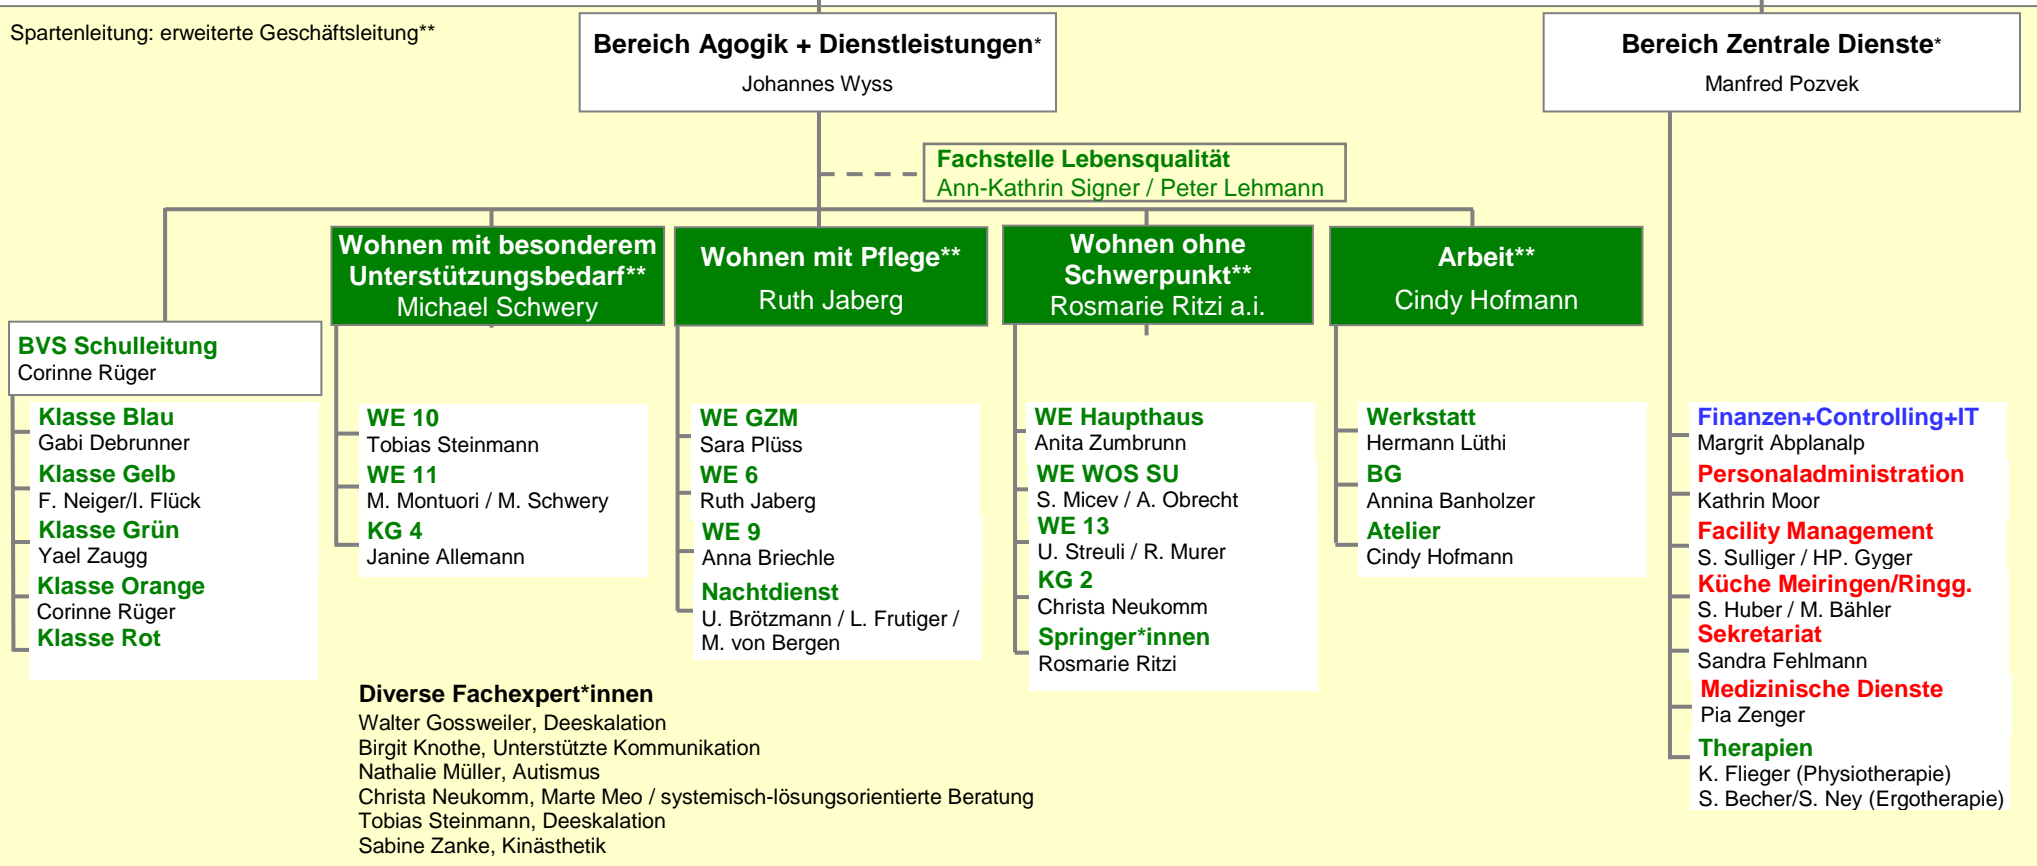 Spartenleitung: erweiterte Geschäftsleitung**
Bereich Agogik + Dienstleistungen*
Johannes Wyss
Bereich Zentrale Dienste*
Manfred Pozvek
Fachstelle Lebensqualität
Ann-Kathrin Signer / Peter Lehmann
BVS Schulleitung
Corinne Rüger
Klasse Blau
Gabi Debrunner
Klasse Gelb
F. Neiger/I. Flück
Klasse Grün
Yael Zaugg
Klasse Orange
Corinne Rüger
Klasse Rot
Wohnen mit besonderem
Unterstützungsbedarf**
Michael Schwery
WE 10
Tobias Steinmann
WE 11
M. Montuori / M. Schwery
KG 4
Janine Allemann
Wohnen mit Pflege**
Ruth Jaberg
WE GZM
Sara Plüss
WE 6
Ruth Jaberg
WE 9
Anna Briechle
Nachtdienst
U. Brötzmann / L. Frutiger /
M. von Bergen
Wohnen ohne
Schwerpunkt**
Rosmarie Ritzi a.i.
WE Haupthaus
Anita Zumbrunn
WE WOS SU
S. Micev / A. Obrecht
WE 13
U. Streuli / R. Murer
KG 2
Christa Neukomm
Springer*innen
Rosmarie Ritzi
Arbeit**
Cindy Hofmann
Werkstatt
Hermann Lüthi
BG
Annina Banholzer
Atelier
Cindy Hofmann
Finanzen+Controlling+IT
Margrit Abplanalp
Personaladministration
Kathrin Moor
Facility Management
S. Sulliger / HP. Gyger
Küche Meiringen/Ringg.
S. Huber / M. Bähler
Sekretariat
Sandra Fehlmann
Medizinische Dienste
Pia Zenger
Therapien
K. Flieger (Physiotherapie)
S. Becher/S. Ney (Ergotherapie)
Diverse Fachexpert*innen
Walter Gossweiler, Deeskalation
Birgit Knothe, Unterstützte Kommunikation
Nathalie Müller, Autismus
Christa Neukomm, Marte Meo / systemisch-lösungsorientierte Beratung
Tobias Steinmann, Deeskalation
Sabine Zanke, Kinästhetik